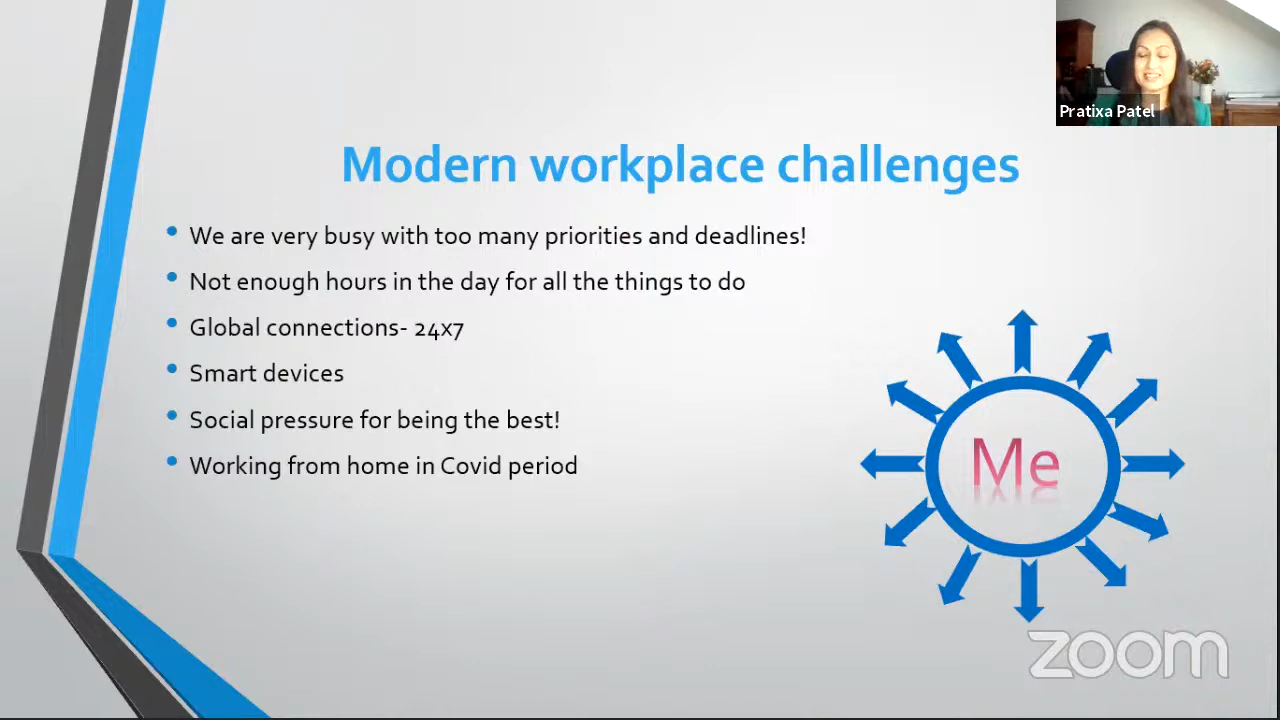 Pratixa Patel
Modern workplace challenges
We are very busy with too many priorities and deadlines!
Not enough hours in the day for all the things to do
Global connections- 24x7
Smart devices
Social pressure for being the best!
Working from home in Covid period
Me
zoom